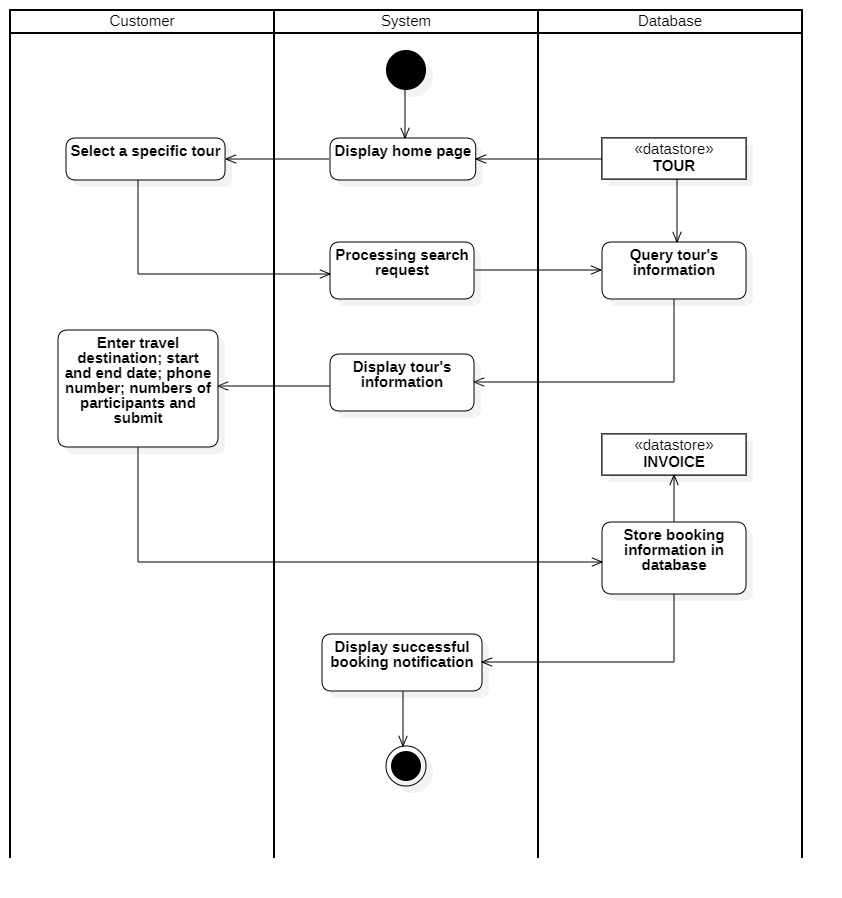 Customer
System
Database
Select a specific tour
Display home page
«datastore»
TOUR
Processing search
request
Query tour's
information
Enter travel
destination; start
and end date; phone
number; numbers of
participants and
submit
Display tour's
information
«datastore»
INVOICE
Store booking
information in
database
Display successful
booking notification